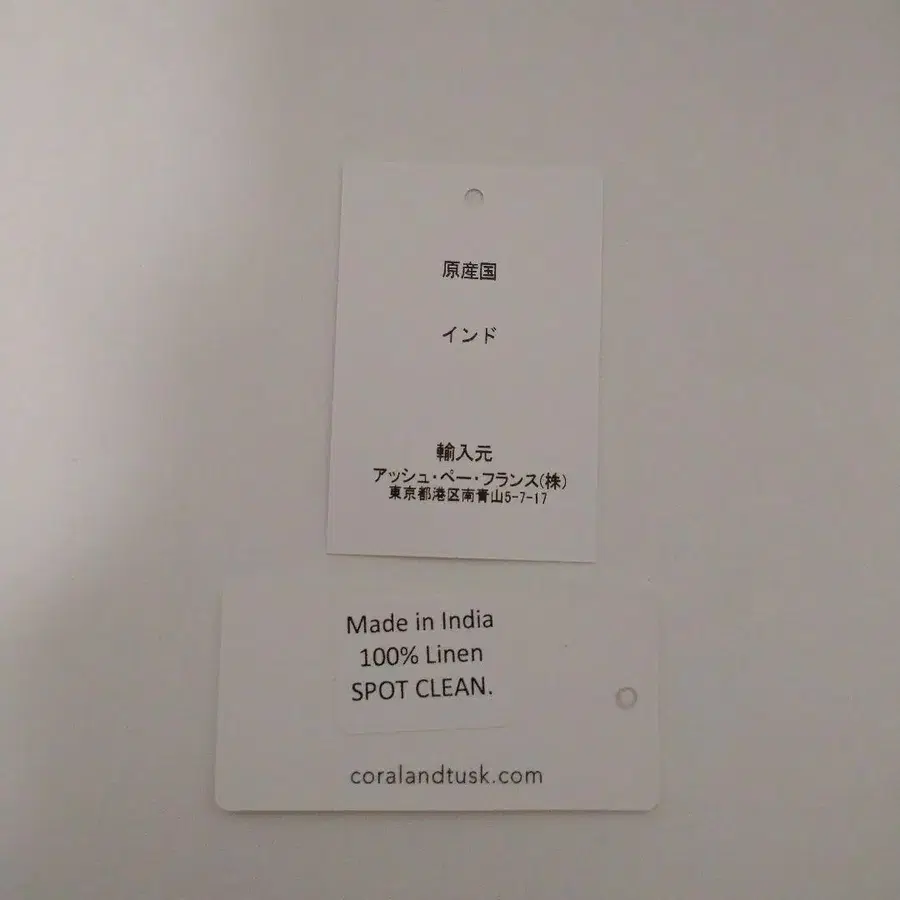 原産国
インド
輸入元
アッシュ・ペー・フランス(株)
東京都港区南青山5-7-17
Made in India
100% Linen
SPOT CLEAN.
coralandtusk.com